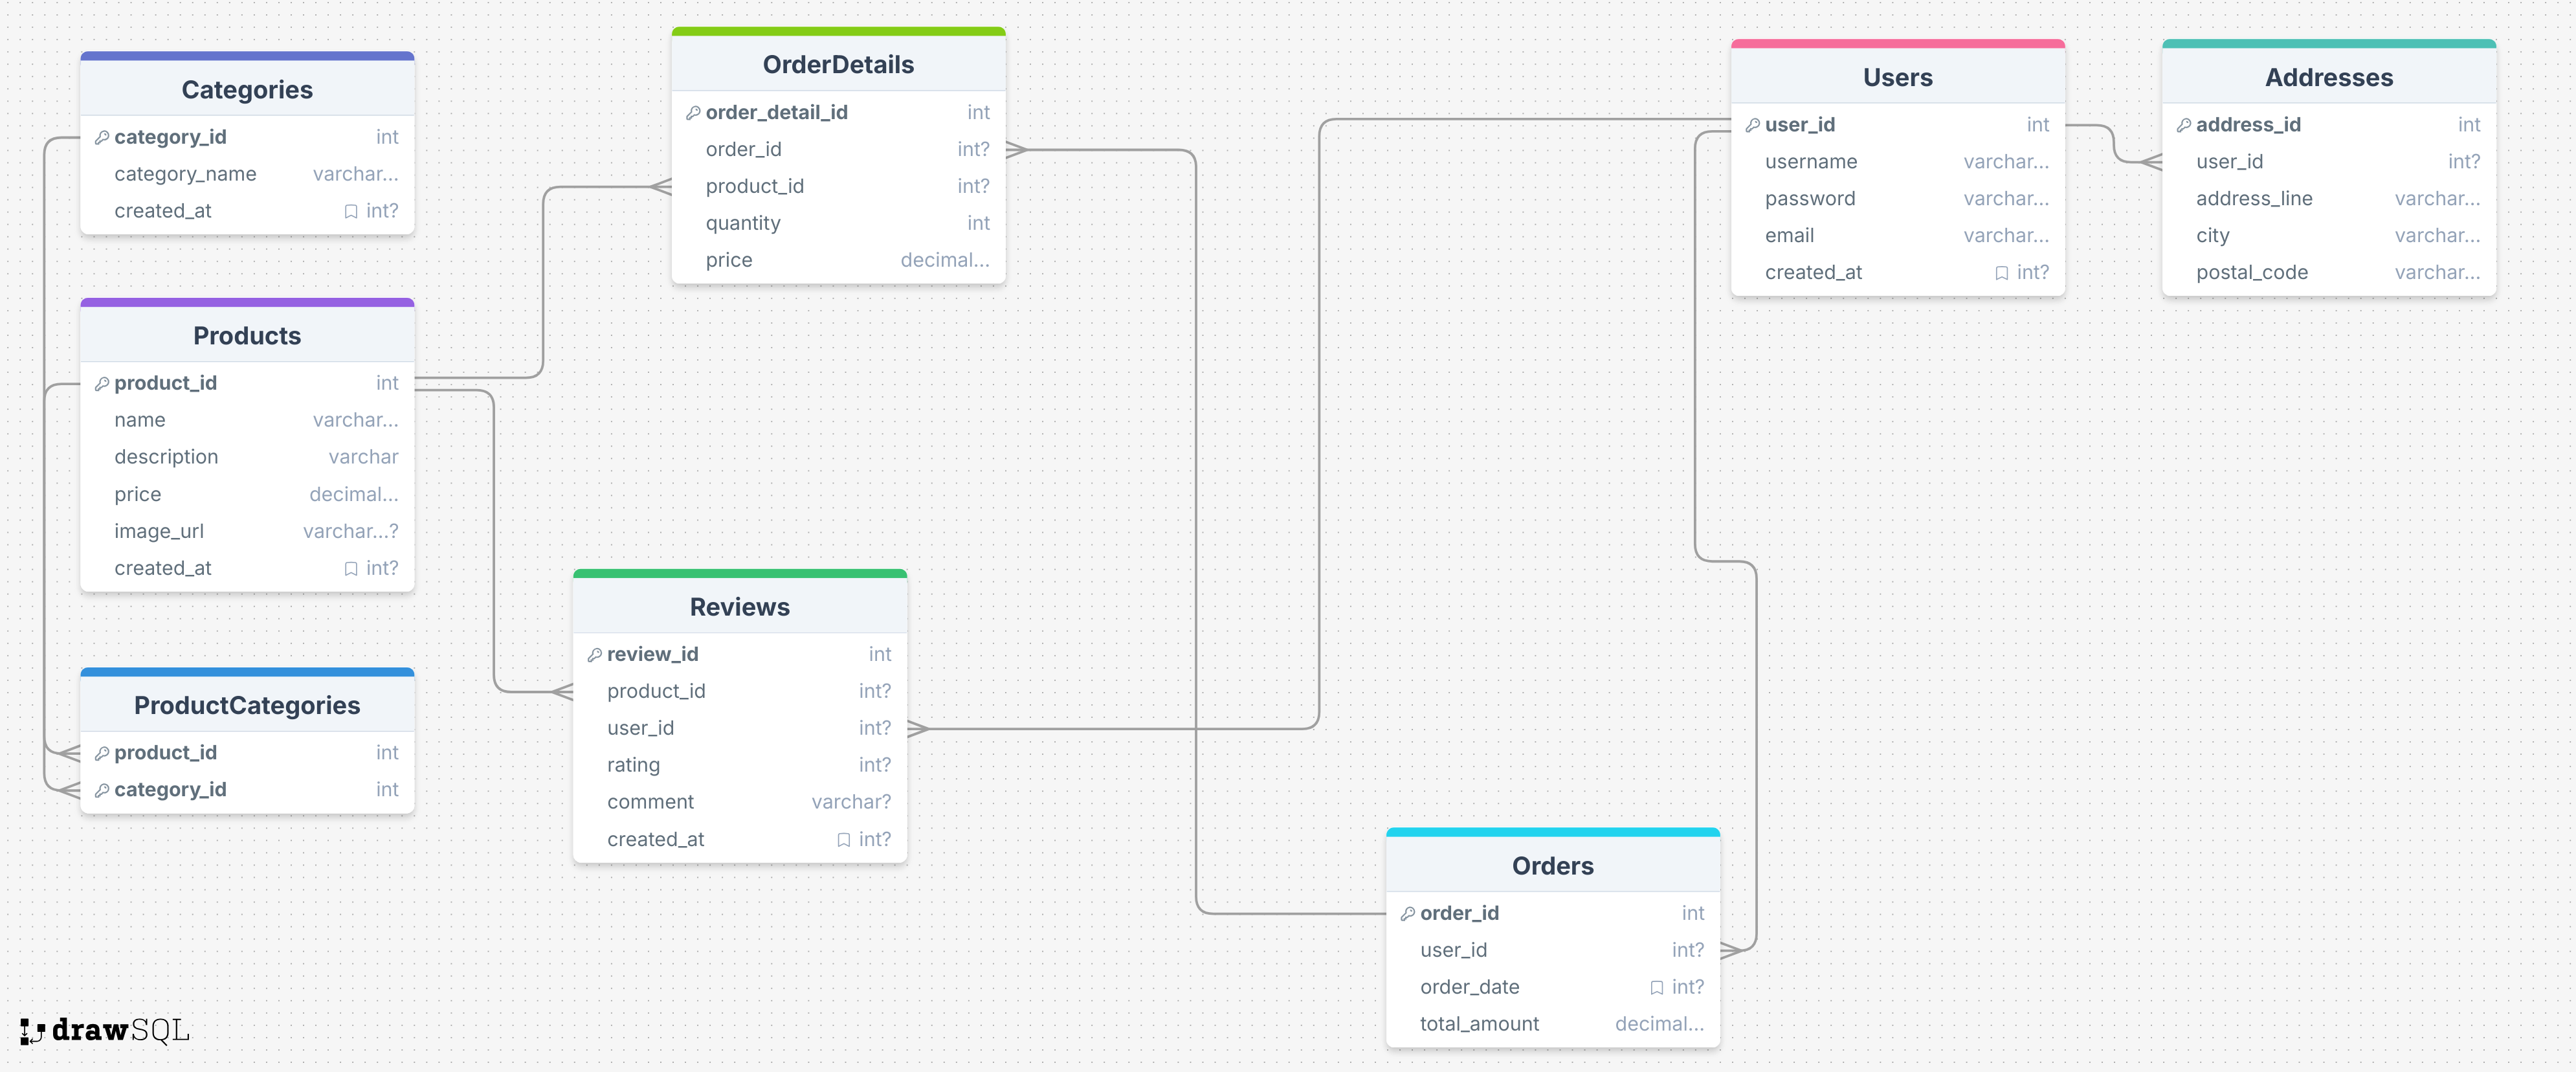 Categories
category_id int
category_name varchar...
created_at int?
Products
product_id int
name varchar...
description varchar
price decimal...
image_url varchar...?
created_at int?
ProductCategories
product_id int
category_id int
OrderDetails
order_detail_id int
order_id int?
product_id int?
quantity int
price decimal...
Reviews
review_id int
product_id int?
user_id int?
rating int?
comment varchar?
created_at int?
Users
user_id int
username varchar...
password varchar...
email varchar...
created_at int?
Addresses
address_id int
user_id int?
address_line varchar...
city varchar...
postal_code varchar...
Orders
order_id int
user_id int?
order_date int?
total_amount decimal...
drawSQL